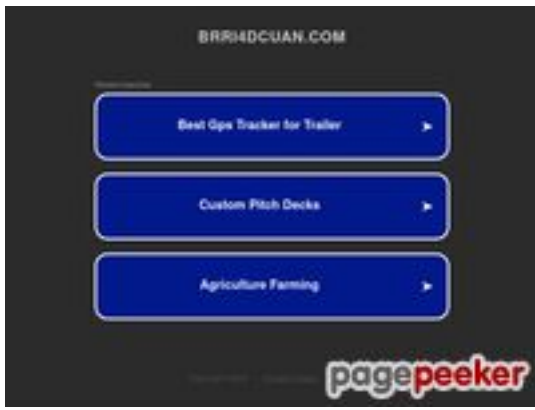 BRRI4DCUAN.COM
Best Gps Tracker for Trailer
Custom Pitch Decks
Agriculture Farming
pagepeeker